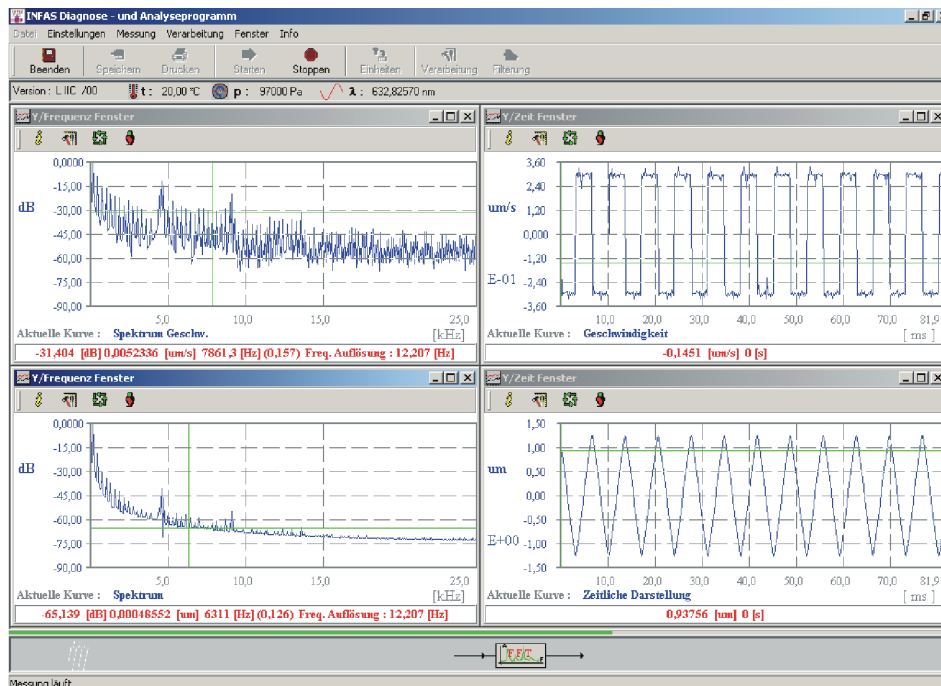 INFAS Diagnose - und Analyseprogramm
Datei Einstellungen Messung Verarbeitung Fenster Info
Beenden Speichern Drucken Starten Stoppen Einheiten Verarbeitung Filterung
Version : L IIC /00 t : 20,00 °C p : 97000 Pa λ : 632,82570 nm
Y/Frequenz Fenster
0,0000
-15,00
dB
-30,00
-45,00
-60,00
-75,00
-90,00
5,0 10,0 15,0 25,0
Aktuelle Kurve : Spektrum Geschw. [kHz]
-31,404 [dB] 0,0052336 [um/s] 7861,3 [Hz] (0,157) Freq. Auflösung : 12,207 [Hz]
Y/Zeit Fenster
3,60
2,40
um/s
1,20
0,000
-1,20
E-01
-2,40
-3,60
10,0 20,0 30,0 40,0 50,0 60,0 70,0 81,9
Aktuelle Kurve : Geschwindigkeit [ ms ]
-0,1451 [um/s] 0 [s]
Y/Frequenz Fenster
0,0000
-15,00
dB
-30,00
-45,00
-60,00
-75,00
-90,00
5,0 10,0 15,0 25,0
Aktuelle Kurve : Spektrum [kHz]
-65,139 [dB] 0,00048552 [um] 6311 [Hz] (0,126) Freq. Auflösung : 12,207 [Hz]
Y/Zeit Fenster
1,50
1,00
um
0,50
0,00
-0,50
E+00
-1,00
-1,50
10,0 20,0 30,0 40,0 50,0 60,0 70,0 81,9
Aktuelle Kurve : Zeitliche Darstellung [ ms ]
0,93756 [um] 0 [s]
F.F.T.
Messung läuft